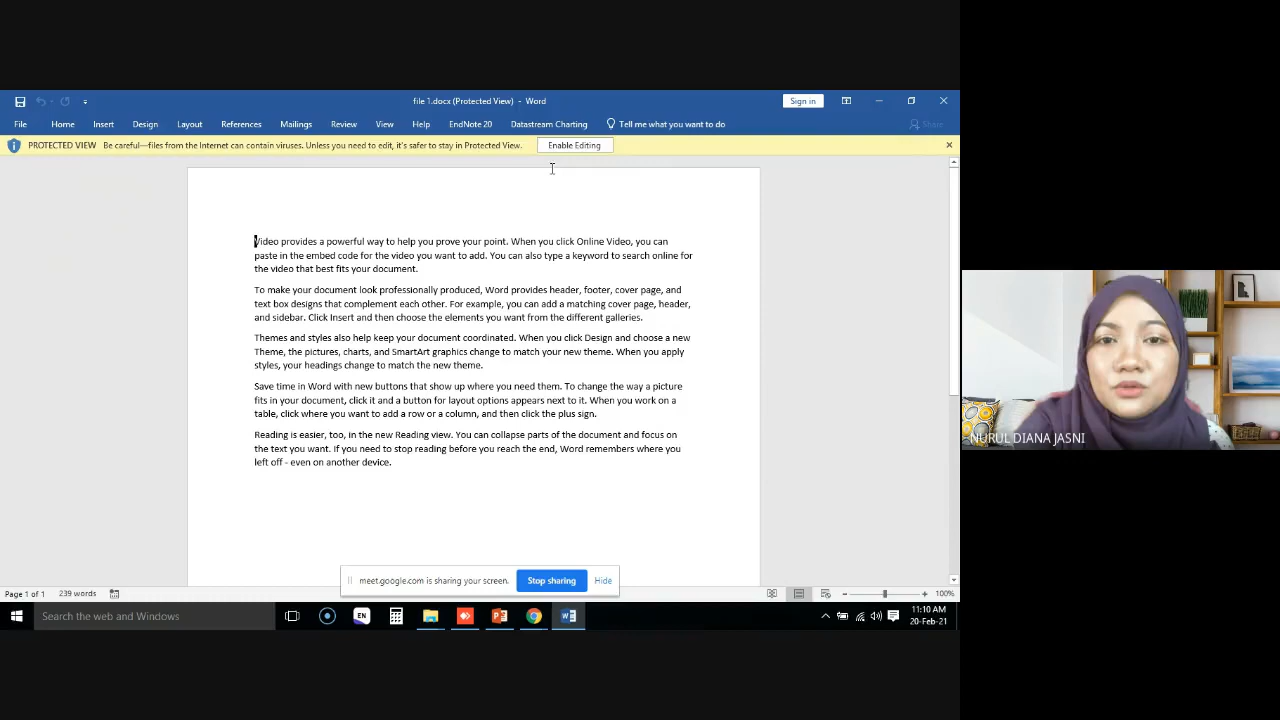 file 1.docx (Protected View) - Word
Sign in
File Home Insert Design Layout References Mailings Review View Help EndNote 20 Datastream Charting Tell me what you want to do Share
PROTECTED VIEW Be careful—files from the Internet can contain viruses. Unless you need to edit, it's safer to stay in Protected View. Enable Editing
Video provides a powerful way to help you prove your point. When you click Online Video, you can
paste in the embed code for the video you want to add. You can also type a keyword to search online for
the video that best fits your document.
To make your document look professionally produced, Word provides header, footer, cover page, and
text box designs that complement each other. For example, you can add a matching cover page, header,
and sidebar. Click Insert and then choose the elements you want from the different galleries.
Themes and styles also help keep your document coordinated. When you click Design and choose a new
Theme, the pictures, charts, and SmartArt graphics change to match your new theme. When you apply
styles, your headings change to match the new theme.
Save time in Word with new buttons that show up where you need them. To change the way a picture
fits in your document, click it and a button for layout options appears next to it. When you work on a
table, click where you want to add a row or a column, and then click the plus sign.
Reading is easier, too, in the new Reading view. You can collapse parts of the document and focus on
the text you want. If you need to stop reading before you reach the end, Word remembers where you
left off - even on another device.
NURUL DIANA JASNI
meet.google.com is sharing your screen. Stop sharing Hide
Page 1 of 1 239 words 100%
Search the web and Windows EN
11:10 AM
20-Feb-21